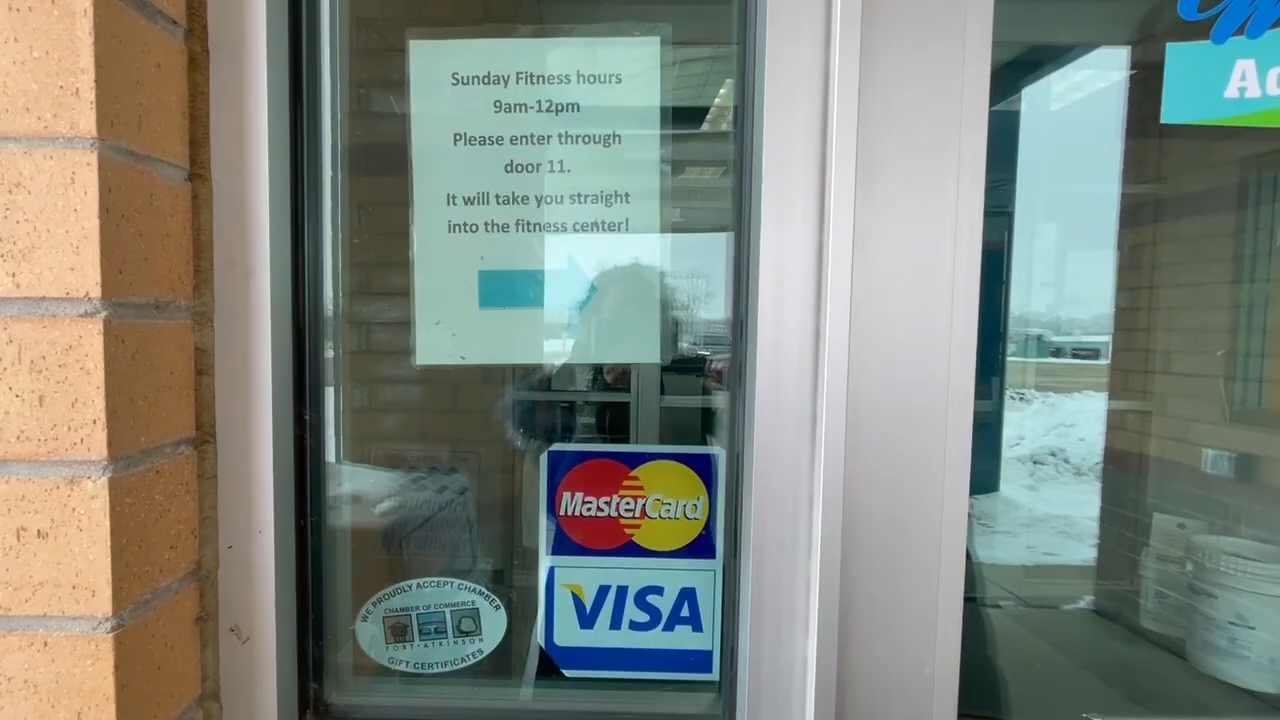 Sunday Fitness hours
9am-12pm
Please enter through
door 11.
It will take you straight
into the fitness center!
MasterCard
VISA
WE PROUDLY ACCEPT CHAMBER
CHAMBER OF COMMERCE
FORT•ATKINSON
GIFT CERTIFICATES